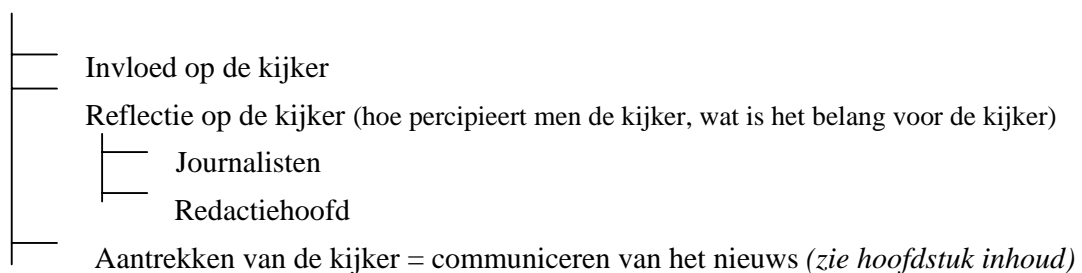 Invloed op de kijker
Reflectie op de kijker (hoe percipieert men de kijker, wat is het belang voor de kijker)
Journalisten
Redactiehoofd
Aantrekken van de kijker = communiceren van het nieuws (zie hoofdstuk inhoud)